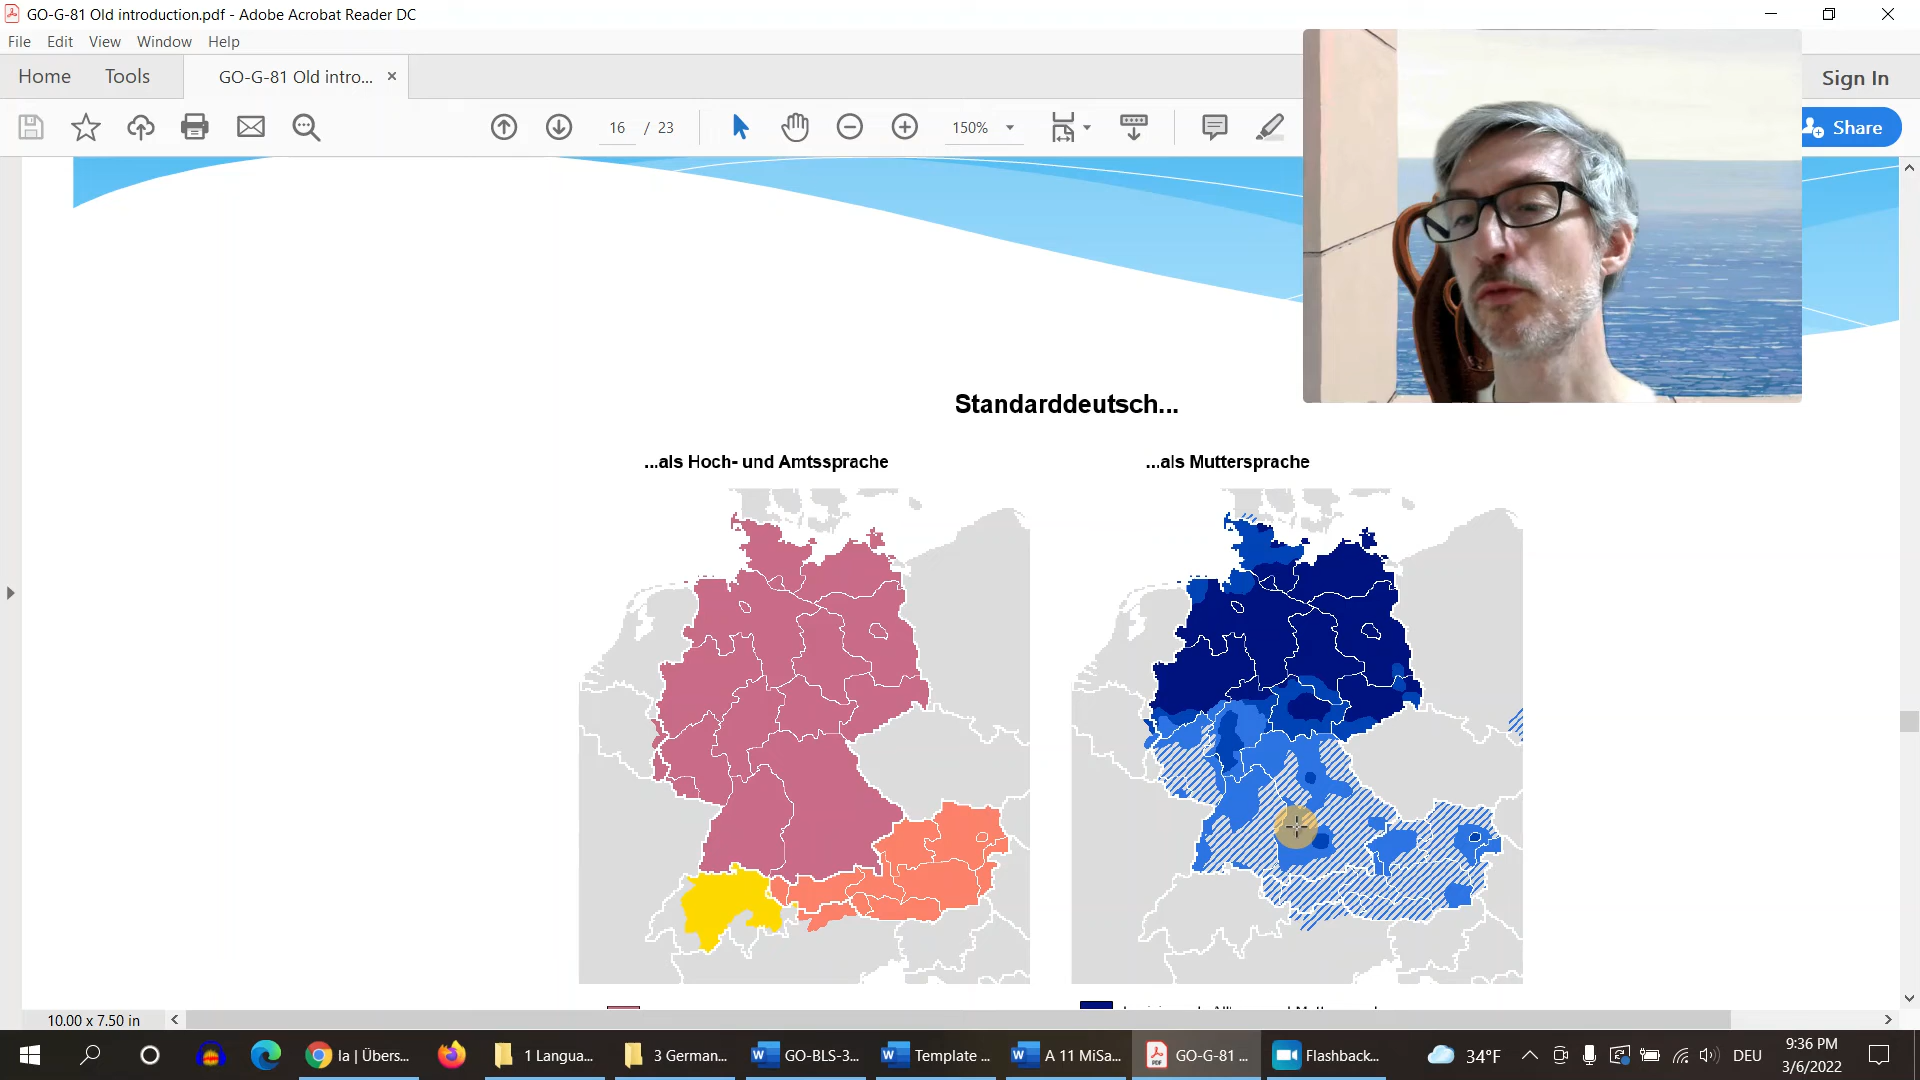 GO-G-81 Old introduction.pdf - Adobe Acrobat Reader DC
File Edit View Window Help
Home Tools GO-G-81 Old intro... × Sign In
16 / 23 150% Share
Standarddeutsch...
...als Hoch- und Amtssprache ...als Muttersprache
10.00 x 7.50 in
la | Übers... 1 Langua... 3 German... GO-BLS-3... Template ... A 11 MiSa... GO-G-81 ... Flashback... 34°F DEU 9:36 PM
3/6/2022